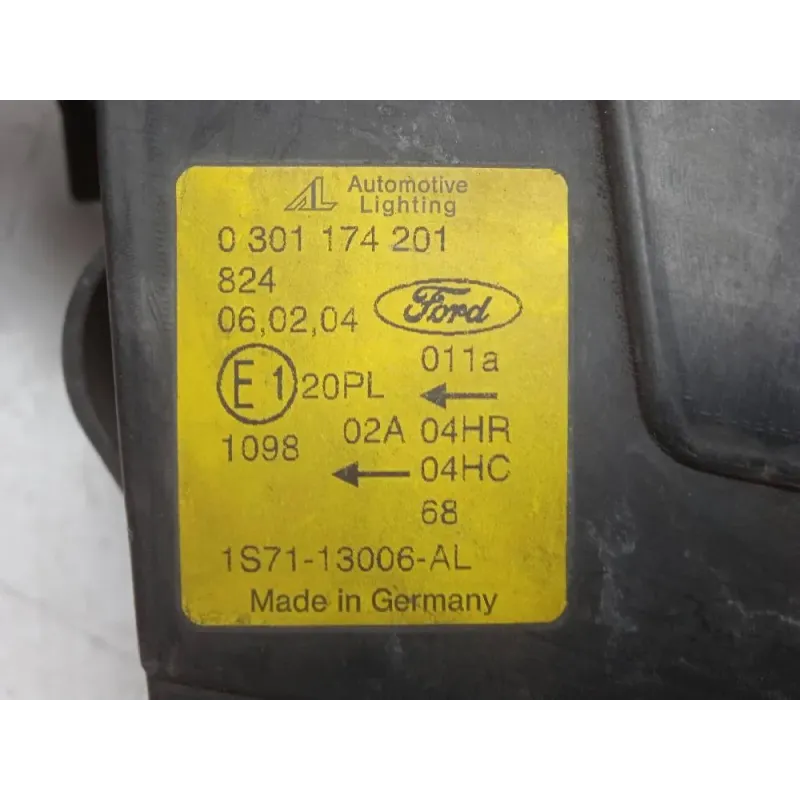 AL Automotive
Lighting
0 301 174 201
824
06,02,04 Ford
E1 20PL 011a
1098 02A 04HR
04HC
68
1S71-13006-AL
Made in Germany